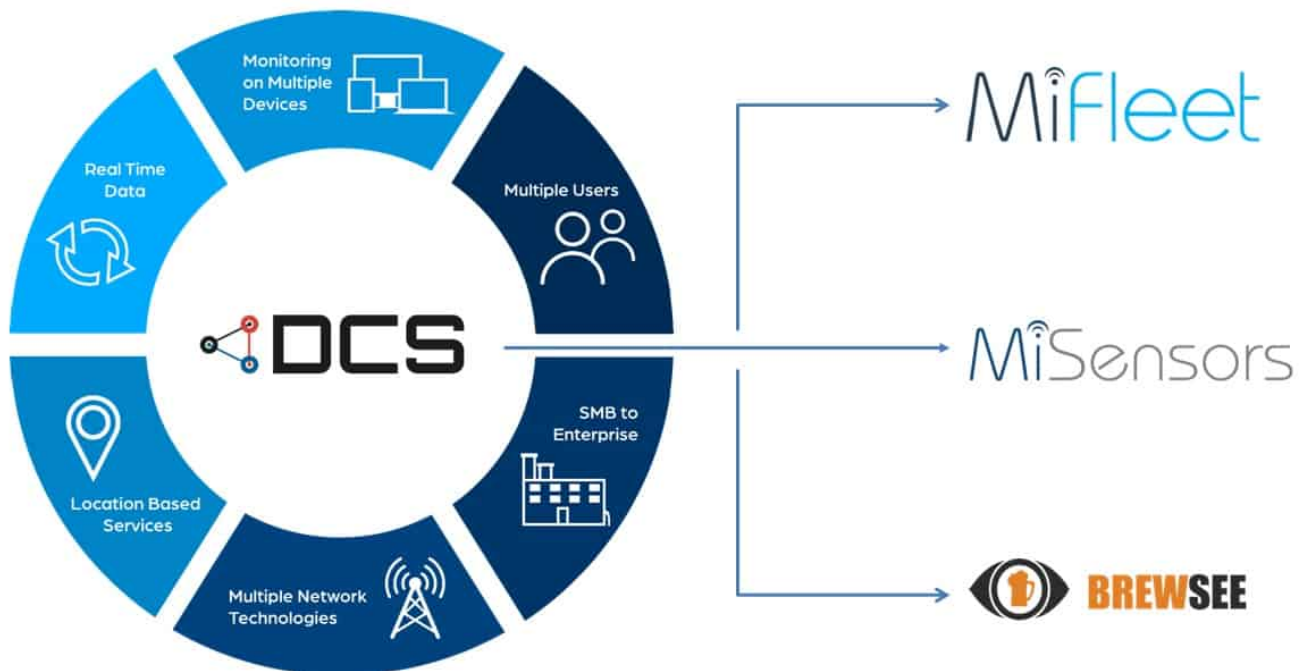 Monitoring
on Multiple
Devices
Multiple Users
SMB to
Enterprise
Multiple Network
Technologies
Location Based
Services
Real Time
Data
DCS
MiFleet
MiSensors
BREWSEE